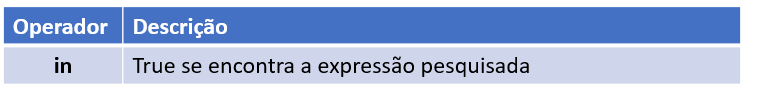 Operador Descrição
in True se encontra a expressão pesquisada